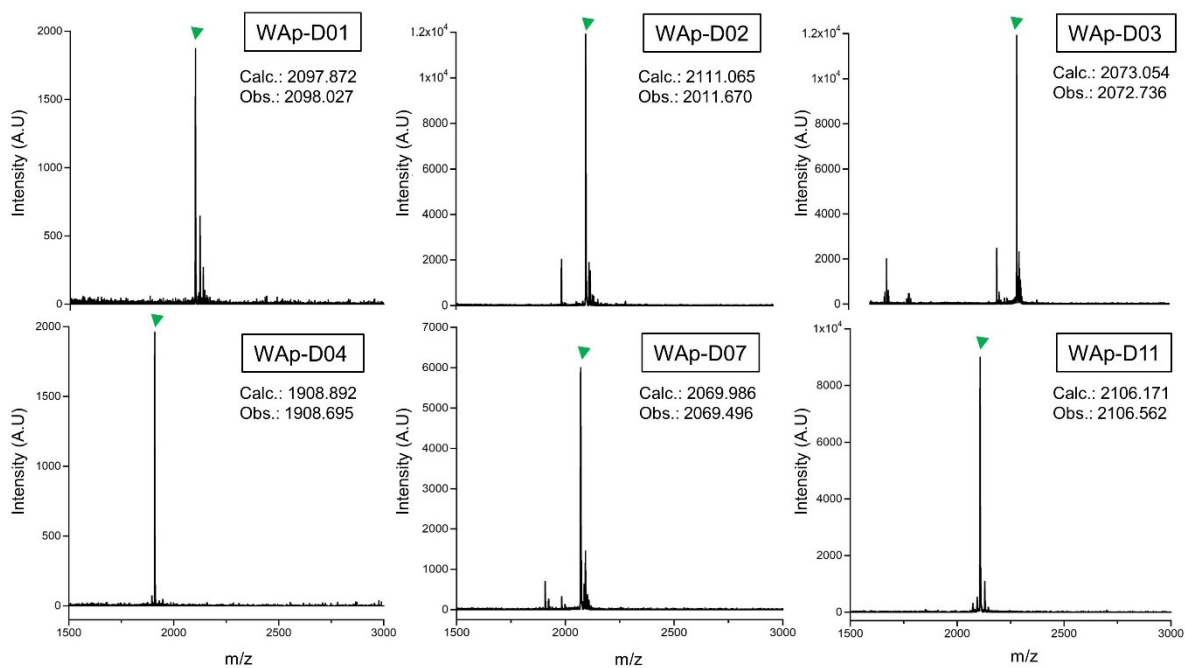 WAp-D01
Calc.: 2097.872
Obs.: 2098.027
2000
1500
1000
500
0
Intensity (A.U)
WAp-D02
Calc.: 2111.065
Obs.: 2011.670
1.2x10⁴
1x10⁴
8000
6000
4000
2000
0
Intensity (A.U)
1500
2000
2500
3000
WAp-D03
Calc.: 2073.054
Obs.: 2072.736
1.2x10⁴
1x10⁴
8000
6000
4000
2000
0
Intensity (A.U)
WAp-D04
Calc.: 1908.892
Obs.: 1908.695
2000
1500
1000
500
0
Intensity (A.U)
1500
2000
2500
3000
m/z
WAp-D07
Calc.: 2069.986
Obs.: 2069.496
7000
6000
5000
4000
3000
2000
1000
0
Intensity (A.U)
1500
2000
2500
3000
m/z
WAp-D11
Calc.: 2106.171
Obs.: 2106.562
1x10⁴
8000
6000
4000
2000
0
Intensity (A.U)
1500
2000
2500
3000
m/z